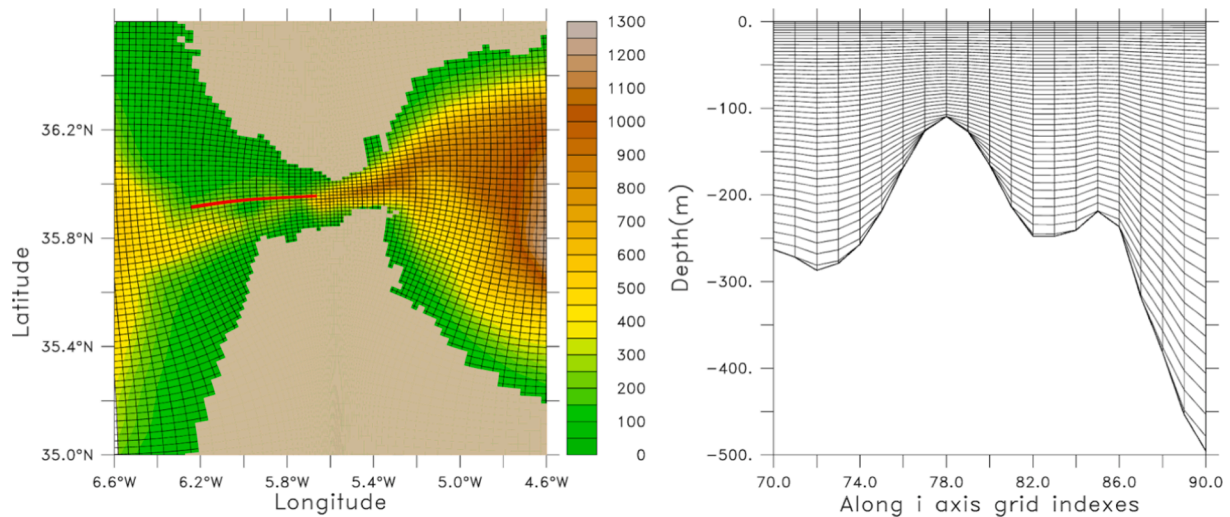 36.2°N
35.8°N
35.4°N
35.0°N
Latitude
6.6°W 6.2°W 5.8°W 5.4°W 5.0°W 4.6°W
Longitude
1300
1200
1100
1000
900
800
700
600
500
400
300
200
100
0
0.
-100.
-200.
-300.
-400.
-500.
Depth(m)
70.0 74.0 78.0 82.0 86.0 90.0
Along i axis grid indexes